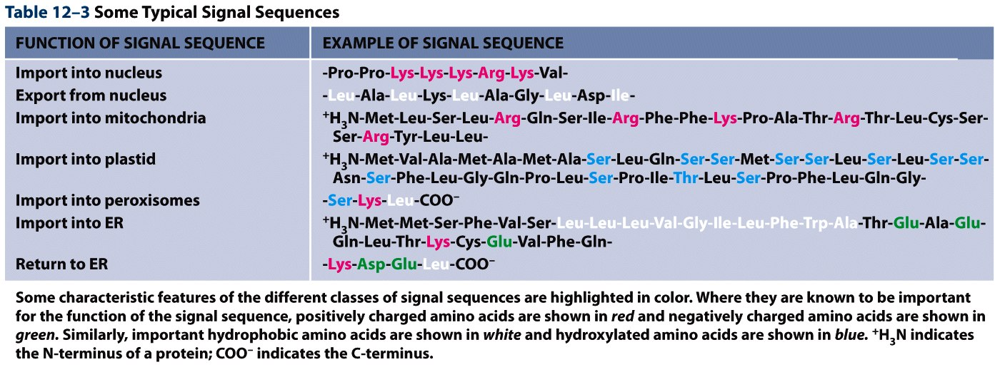 Table 12–3 Some Typical Signal Sequences
FUNCTION OF SIGNAL SEQUENCE EXAMPLE OF SIGNAL SEQUENCE
Import into nucleus -Pro-Pro-Lys-Lys-Lys-Arg-Lys-Val-
Export from nucleus -Leu-Ala-Leu-Lys-Leu-Ala-Gly-Leu-Asp-Ile-
Import into mitochondria ⁺H₃N-Met-Leu-Ser-Leu-Arg-Gln-Ser-Ile-Arg-Phe-Phe-Lys-Pro-Ala-Thr-Arg-Thr-Leu-Cys-Ser-
Ser-Arg-Tyr-Leu-Leu-
Import into plastid ⁺H₃N-Met-Val-Ala-Met-Ala-Met-Ala-Ser-Leu-Gln-Ser-Ser-Met-Ser-Ser-Leu-Ser-Leu-Ser-Ser-
Asn-Ser-Phe-Leu-Gly-Gln-Pro-Leu-Ser-Pro-Ile-Thr-Leu-Ser-Pro-Phe-Leu-Gln-Gly-
Import into peroxisomes -Ser-Lys-Leu-COO⁻
Import into ER ⁺H₃N-Met-Met-Ser-Phe-Val-Ser-Leu-Leu-Leu-Val-Gly-Ile-Leu-Phe-Trp-Ala-Thr-Glu-Ala-Glu-
Gln-Leu-Thr-Lys-Cys-Glu-Val-Phe-Gln-
Return to ER -Lys-Asp-Glu-Leu-COO⁻
Some characteristic features of the different classes of signal sequences are highlighted in color. Where they are known to be important
for the function of the signal sequence, positively charged amino acids are shown in red and negatively charged amino acids are shown in
green. Similarly, important hydrophobic amino acids are shown in white and hydroxylated amino acids are shown in blue. ⁺H₃N indicates
the N-terminus of a protein; COO⁻ indicates the C-terminus.